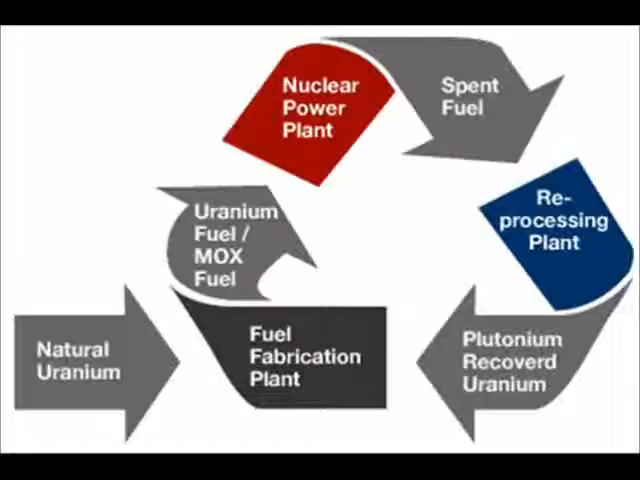 Nuclear
Power
Plant
Spent
Fuel
Re-
processing
Plant
Uranium
Fuel /
MOX
Fuel
Natural
Uranium
Fuel
Fabrication
Plant
Plutonium
Recoverd
Uranium